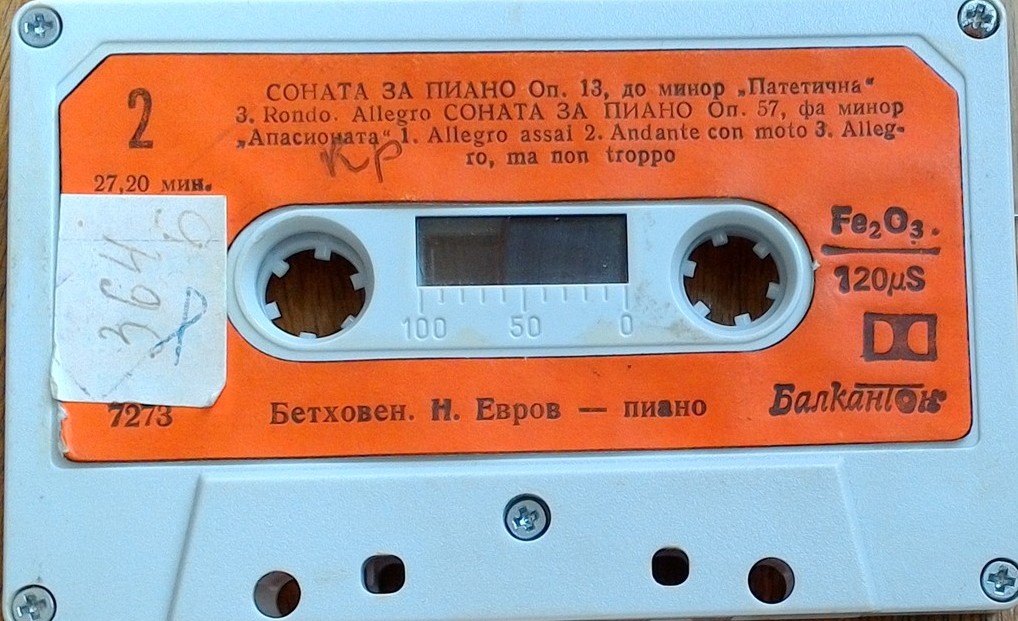 2
СОНАТА ЗА ПИАНО Оп. 13, до минор „Патетична“
3. Rondo. Allegro СОНАТА ЗА ПИАНО Оп. 57, фа минор
„Апасионата“ 1. Allegro assai 2. Andante con moto 3. Alleg-
ro, ma non troppo
Кр
27,20 мин.
364
Fe₂O₃.
120μS
100 50 0
7273
Бетховен. Н. Евров — пиано
Балкантон